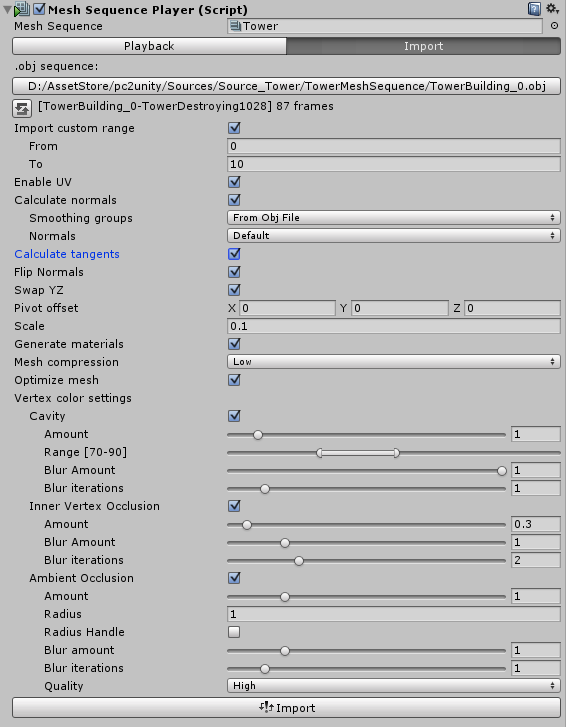 Mesh Sequence Player (Script)
Mesh Sequence Tower
Playback Import
.obj sequence:
D:/AssetStore/pc2unity/Sources/Source_Tower/TowerMeshSequence/TowerBuilding_0.obj
[TowerBuilding_0-TowerDestroying1028] 87 frames
Import custom range
From 0
To 10
Enable UV
Calculate normals
Smoothing groups From Obj File
Normals Default
Calculate tangents
Flip Normals
Swap YZ
Pivot offset X 0 Y 0 Z 0
Scale 0.1
Generate materials
Mesh compression Low
Optimize mesh
Vertex color settings
Cavity
Amount 1
Range [70-90]
Blur Amount 1
Blur iterations 1
Inner Vertex Occlusion
Amount 0.3
Blur Amount 1
Blur iterations 2
Ambient Occlusion
Amount 1
Radius 1
Radius Handle
Blur amount 1
Blur iterations 1
Quality High
Import